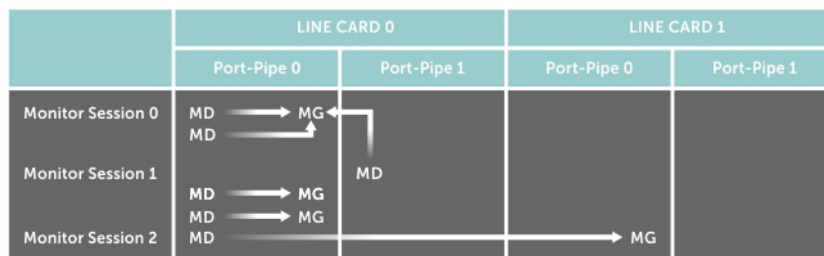 LINE CARD 0 LINE CARD 1
Port-Pipe 0 Port-Pipe 1 Port-Pipe 0 Port-Pipe 1
Monitor Session 0 MD MG
MD
Monitor Session 1 MD
MD MG
MD MG
Monitor Session 2 MD MG